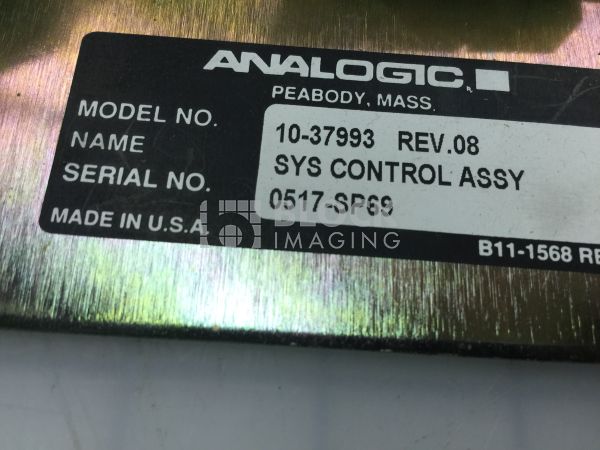 ANALOGIC
PEABODY, MASS.
MODEL NO. 10-37993 REV.08
NAME SYS CONTROL ASSY
SERIAL NO. 0517-SP69
MADE IN U.S.A.
BLOCK
IMAGING
B11-1568 RE